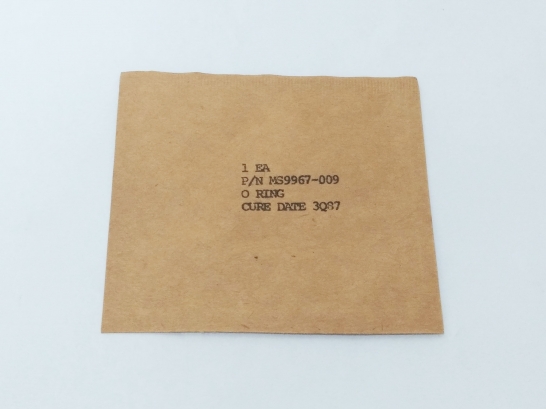 1 EA
P/N MS9967-009
O RING
CURE DATE 3Q87